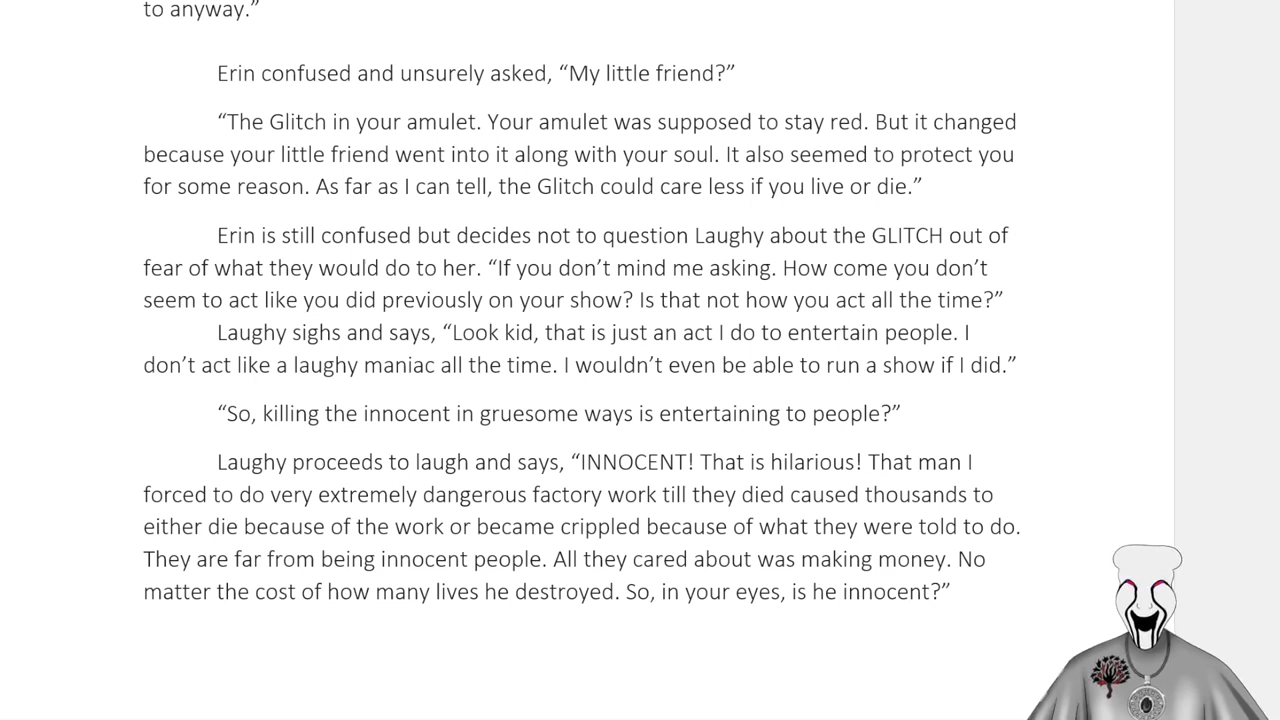 to anyway.”
Erin confused and unsurely asked, “My little friend?”
“The Glitch in your amulet. Your amulet was supposed to stay red. But it changed
because your little friend went into it along with your soul. It also seemed to protect you
for some reason. As far as I can tell, the Glitch could care less if you live or die.”
Erin is still confused but decides not to question Laughy about the GLITCH out of
fear of what they would do to her. “If you don’t mind me asking. How come you don’t
seem to act like you did previously on your show? Is that not how you act all the time?”
Laughy sighs and says, “Look kid, that is just an act I do to entertain people. I
don’t act like a laughy maniac all the time. I wouldn’t even be able to run a show if I did.”
“So, killing the innocent in gruesome ways is entertaining to people?”
Laughy proceeds to laugh and says, “INNOCENT! That is hilarious! That man I
forced to do very extremely dangerous factory work till they died caused thousands to
either die because of the work or became crippled because of what they were told to do.
They are far from being innocent people. All they cared about was making money. No
matter the cost of how many lives he destroyed. So, in your eyes, is he innocent?”